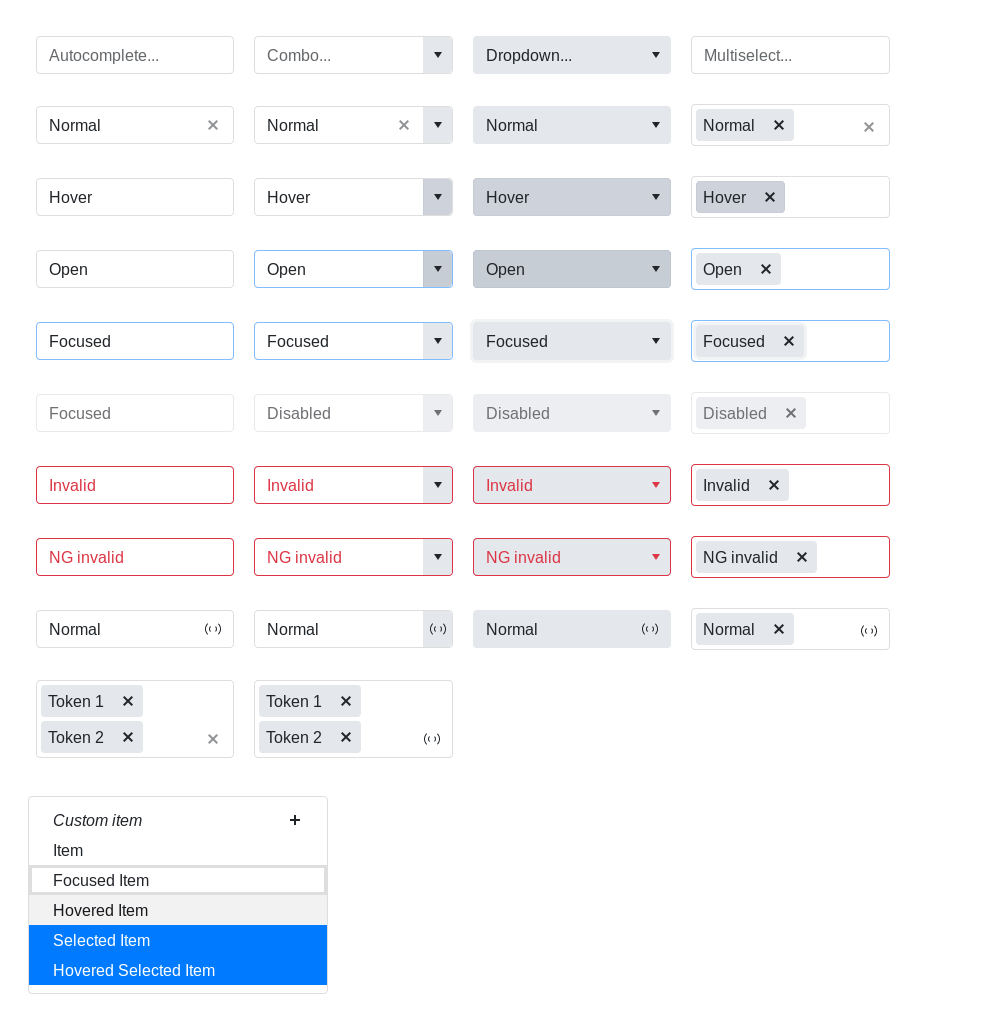 Autocomplete... Combo... Dropdown... Multiselect...
Normal Normal Normal Normal
Hover Hover Hover Hover
Open Open Open Open
Focused Focused Focused Focused
Focused Disabled Disabled Disabled
Invalid Invalid Invalid Invalid
NG invalid NG invalid NG invalid NG invalid
Normal Normal Normal Normal
Token 1 Token 1
Token 2 Token 2
Custom item
Item
Focused Item
Hovered Item
Selected Item
Hovered Selected Item